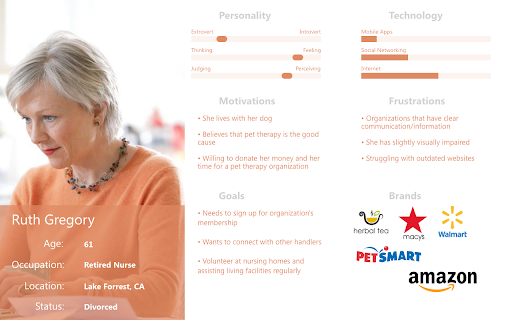 Ruth Gregory
Age: 61
Occupation: Retired Nurse
Location: Lake Forrest, CA
Status: Divorced
Personality
Extrovert Introvert
Thinking Feeling
Judging Perceiving
Technology
Mobile Apps
Social Networking
Internet
Motivations
• She lives with her dog
• Believes that pet therapy is the good
cause
• Willing to donate her money and her
time for a pet therapy organization
Frustrations
• Organizations that have clear
communication/information
• She has slightly visually impaired
• Struggling with outdated websites
Goals
• Needs to sign up for organization's
membership
• Wants to connect with other handlers
• Volunteer at nursing homes and
assisting living facilities regularly
Brands
herbal tea
macys
Walmart
PETSMART
amazon